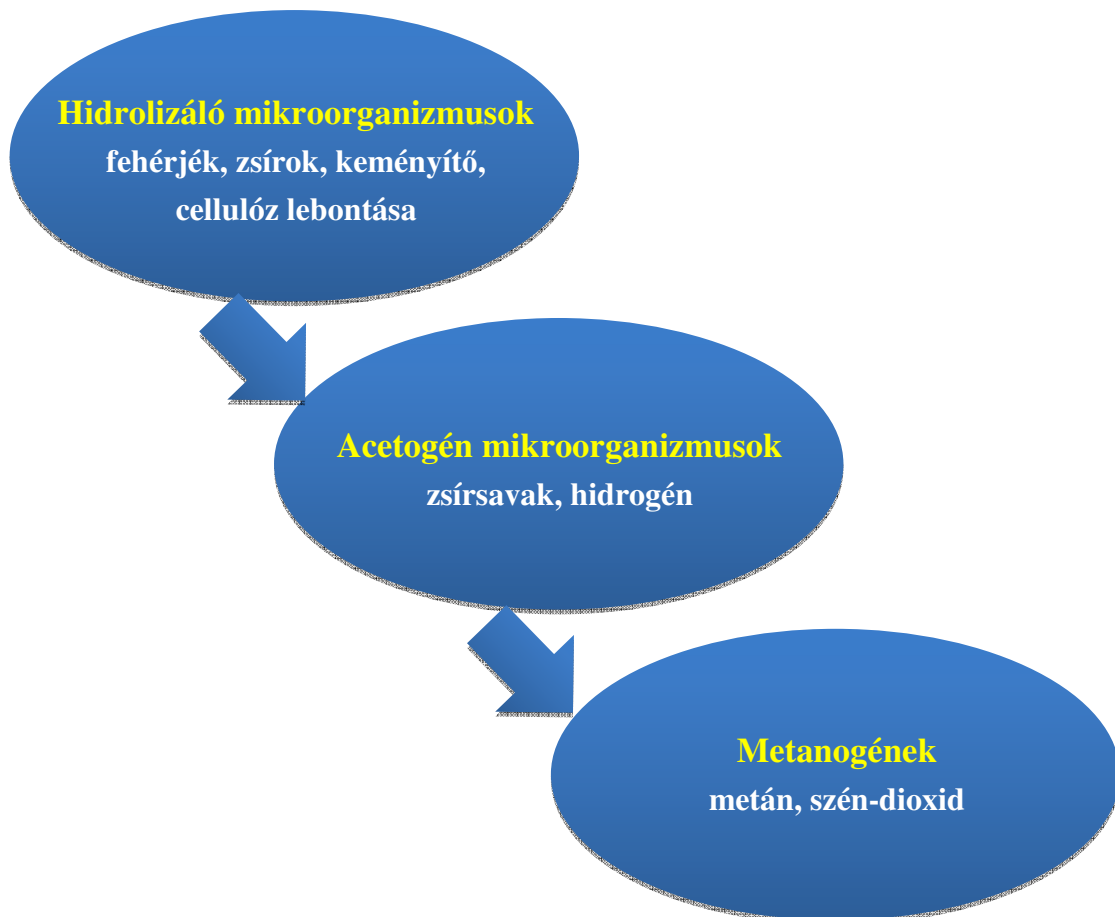 Hidrolizáló mikroorganizmusok
fehérjék, zsírok, keményítő,
cellulóz lebontása
Acetogén mikroorganizmusok
zsírsavak, hidrogén
Metanogének
metán, szén-dioxid